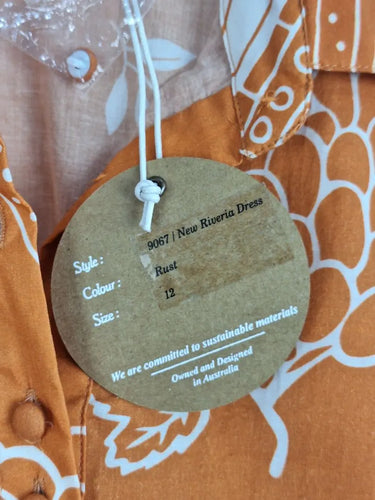 Style : 9067 / New Riveria Dress
Colour : Rust
Size : 12
We are committed to sustainable materials
Owned and Designed
in Australia